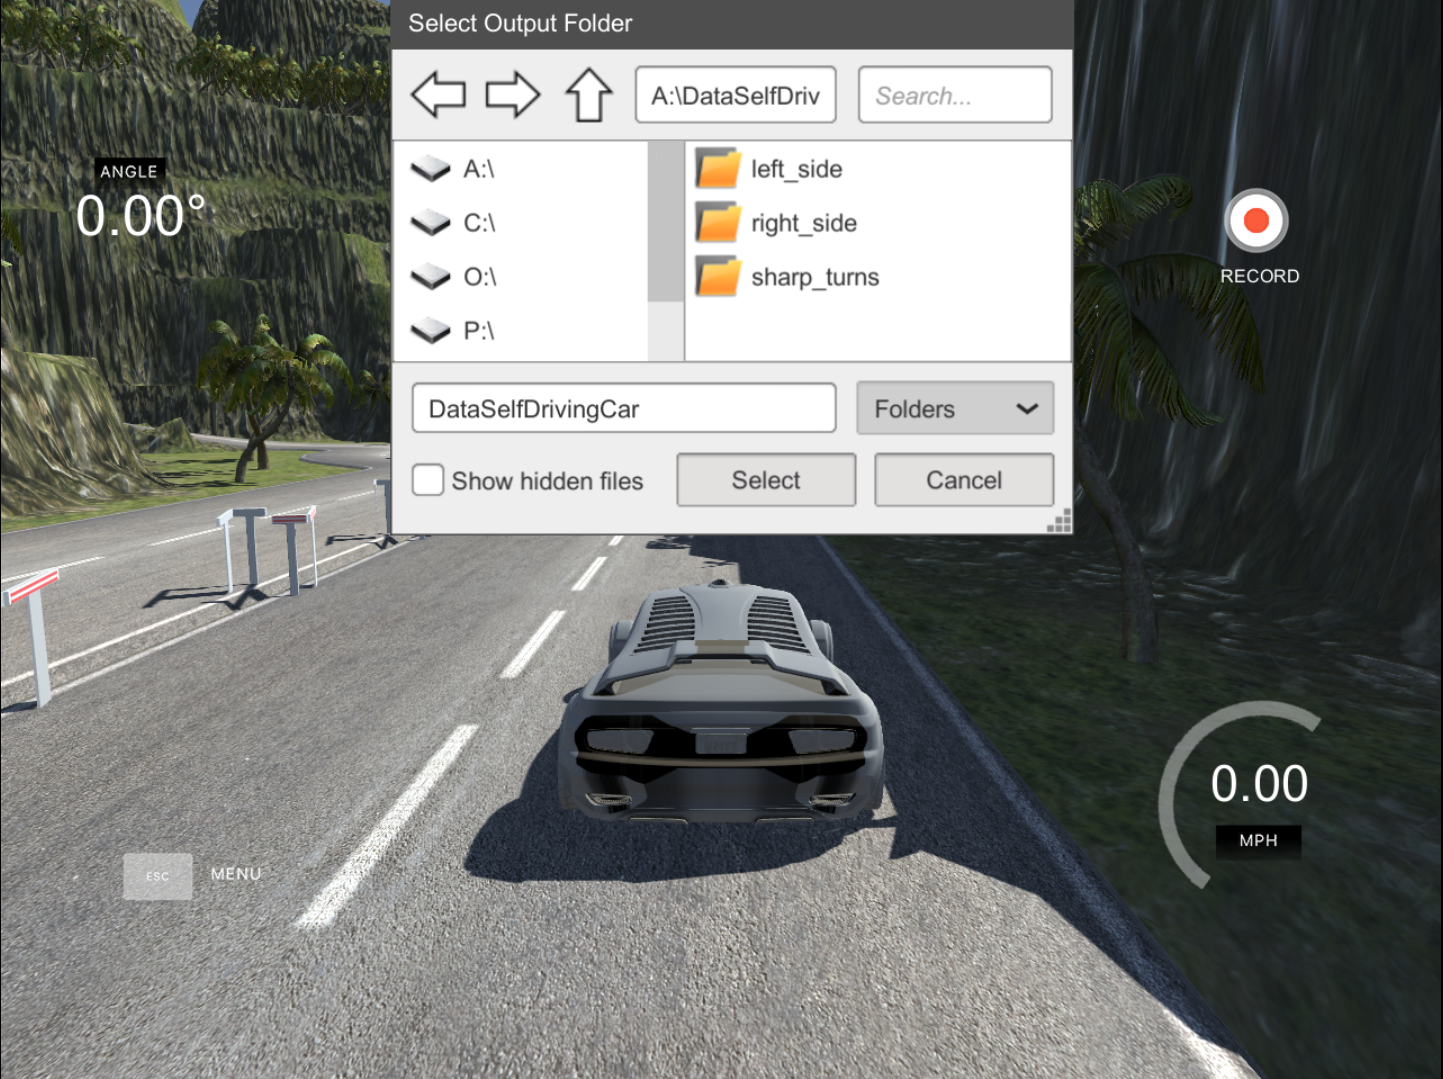 Select Output Folder
A:\DataSelfDriv
Search...
A:\
C:\
O:\
P:\
left_side
right_side
sharp_turns
DataSelfDrivingCar
Folders
Show hidden files
Select
Cancel
ANGLE
0.00°
RECORD
0.00
MPH
ESC
MENU